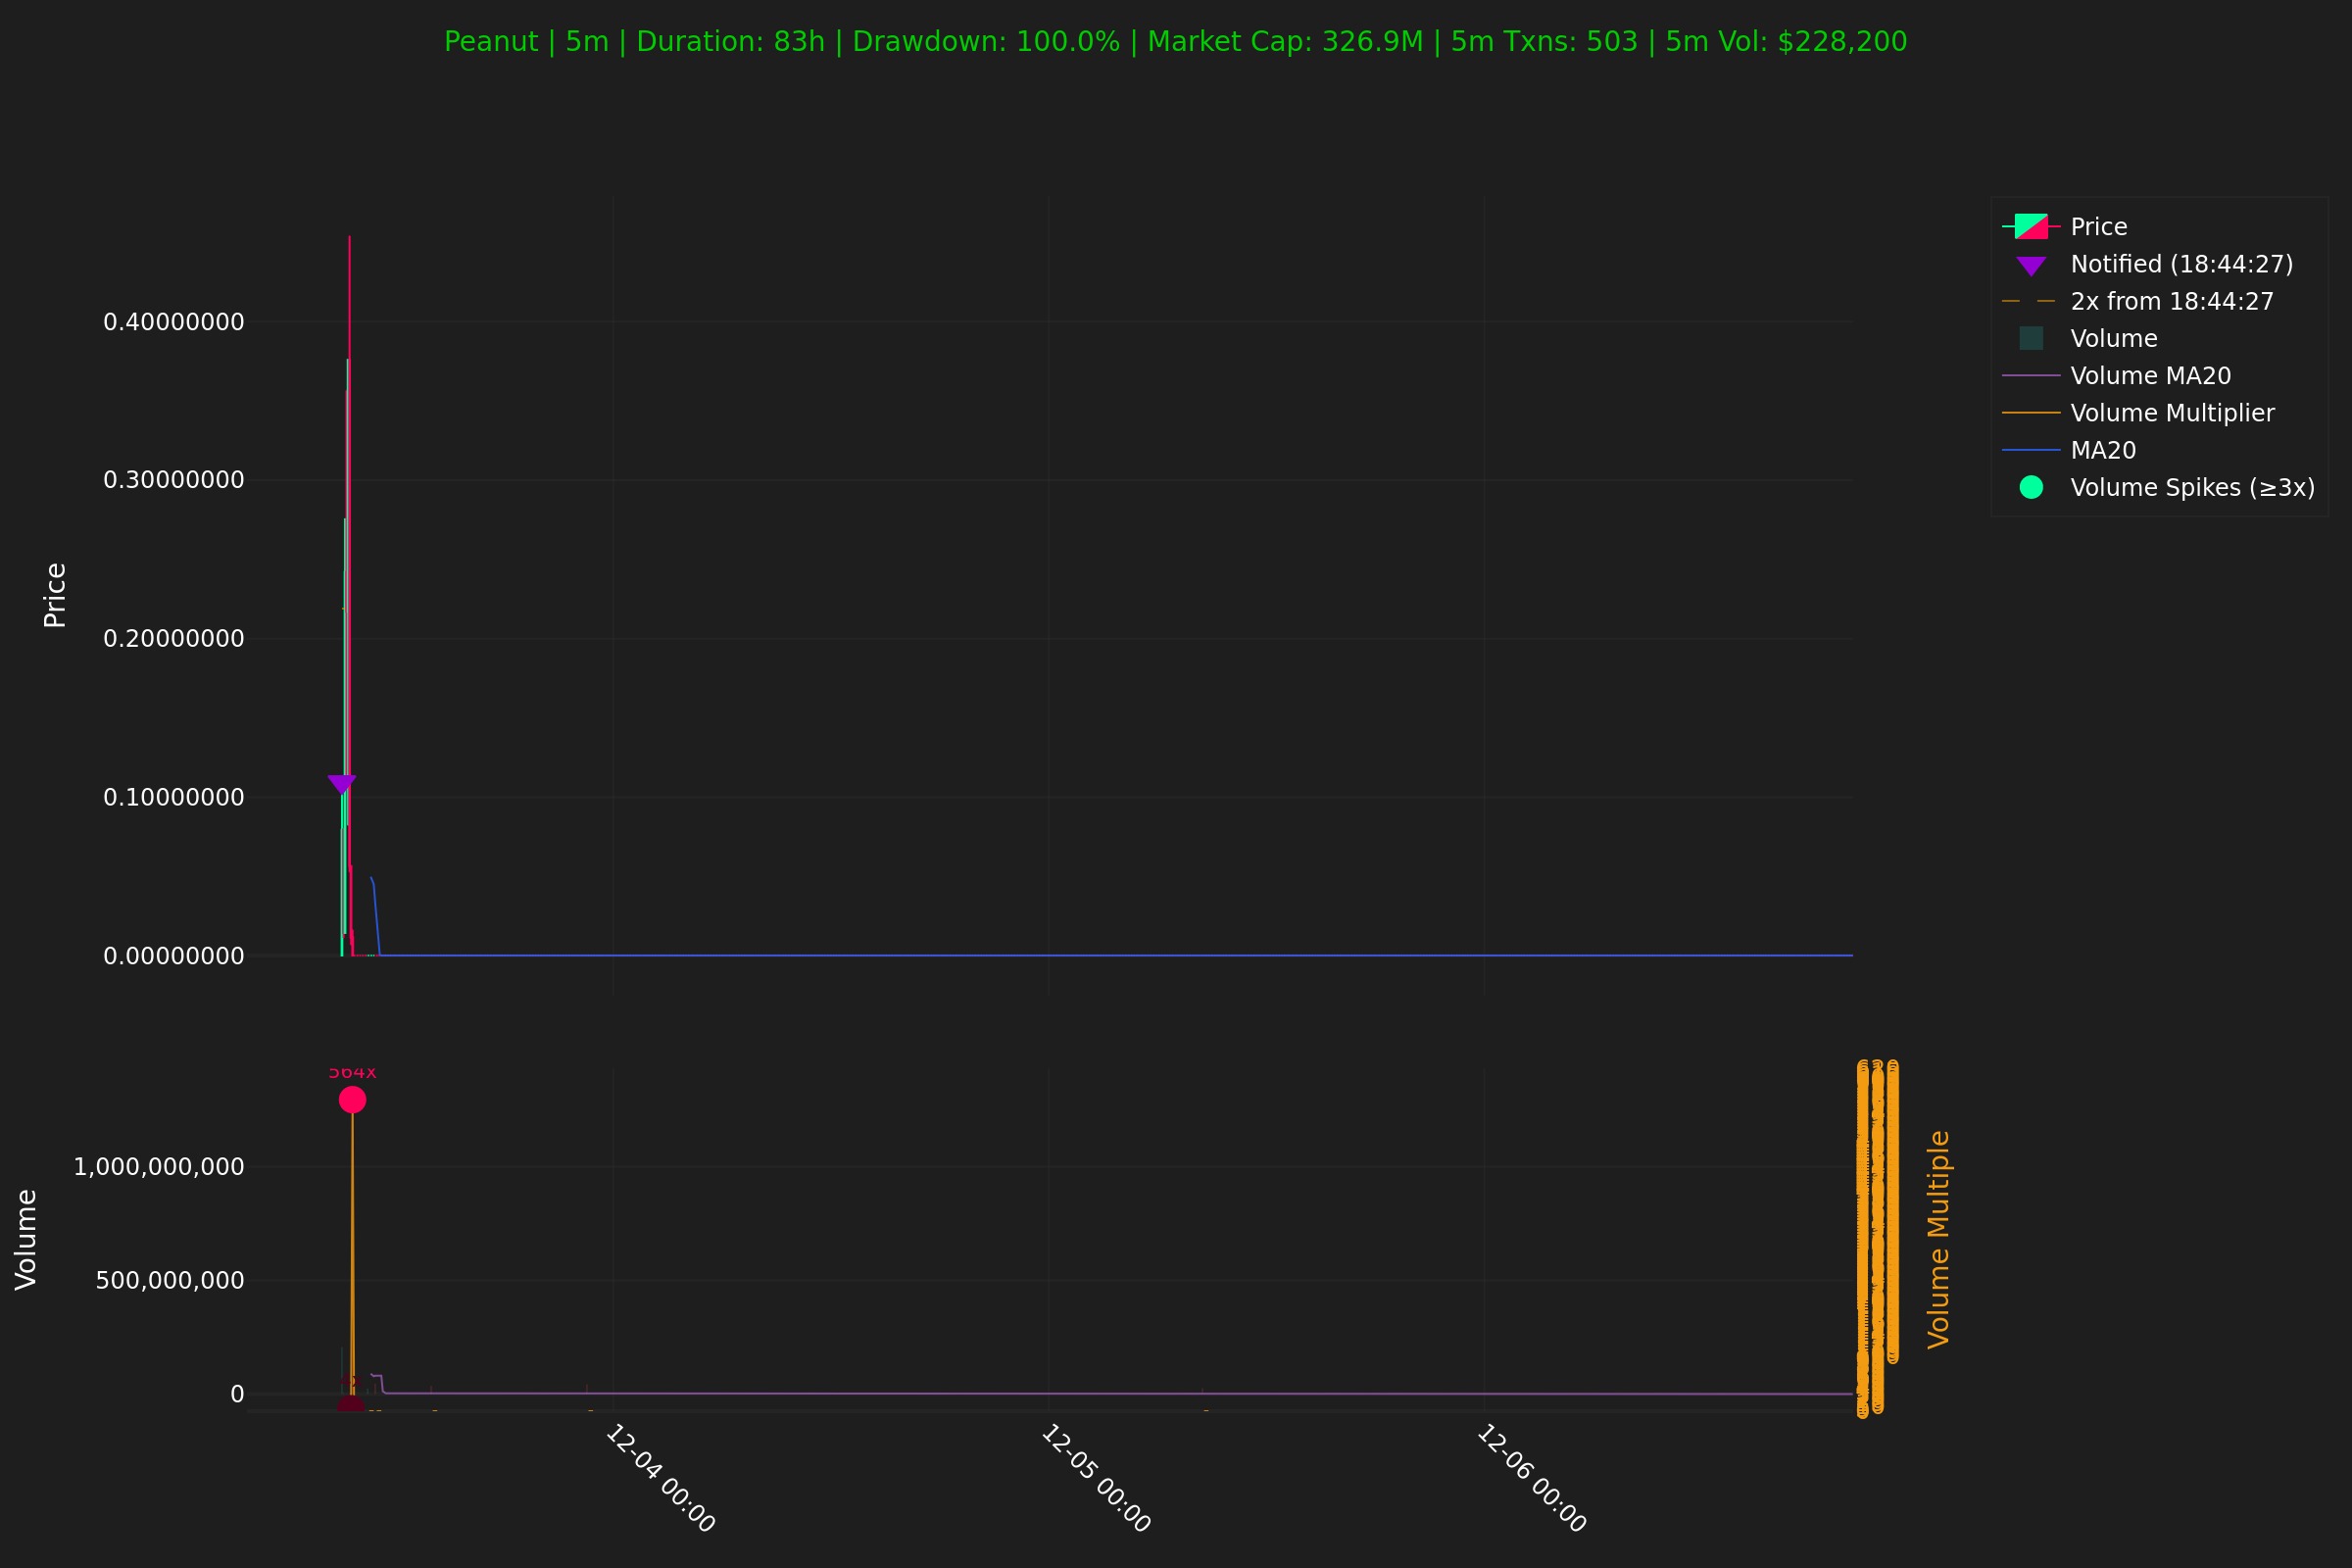 Peanut | 5m | Duration: 83h | Drawdown: 100.0% | Market Cap: 326.9M | 5m Txns: 503 | 5m Vol: $228,200
Price
Notified (18:44:27)
2x from 18:44:27
Volume
Volume MA20
Volume Multiplier
MA20
Volume Spikes (≥3x)
Price
0.40000000
0.30000000
0.20000000
0.10000000
0.00000000
564x
Volume
1,000,000,000
500,000,000
0
Volume Multiple
12-04 00:00
12-05 00:00
12-06 00:00